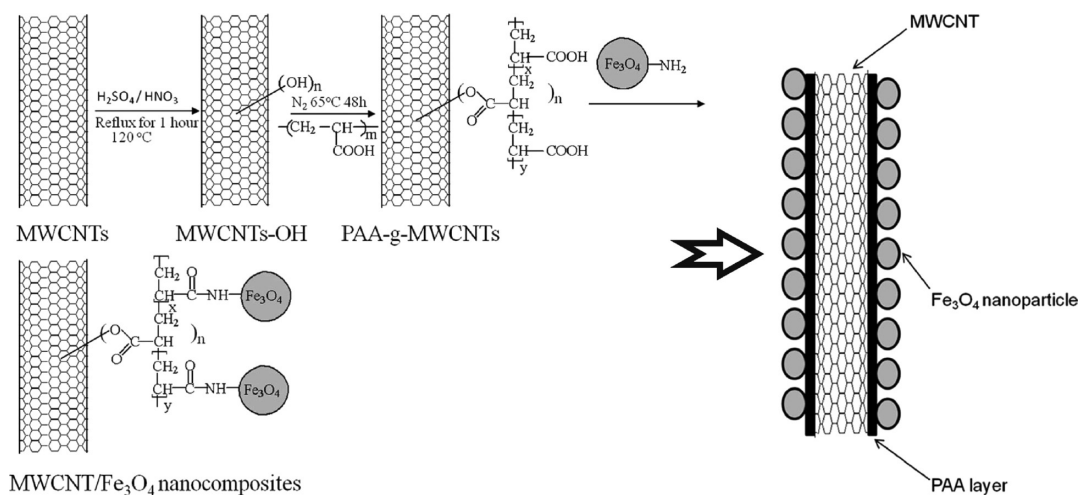 H₂SO₄ / HNO₃
Reflux for 1 hour
120 °C
MWCNTs
(OH)n
MWCNTs-OH
N₂ 65°C 48h
(CH₂ — CH)m
COOH
PAA-g-MWCNTs
CH₂
CH—COOH
x
CH₂
(O
C—CH
)n
O
CH₂
CH—COOH
y
Fe₃O₄—NH₂
CH₂
O
CH—C—NH—Fe₃O₄
x
CH₂
(O
C—CH
)n
O
CH₂
O
CH—C—NH—Fe₃O₄
y
MWCNT/Fe₃O₄ nanocomposites
MWCNT
Fe₃O₄ nanoparticle
PAA layer